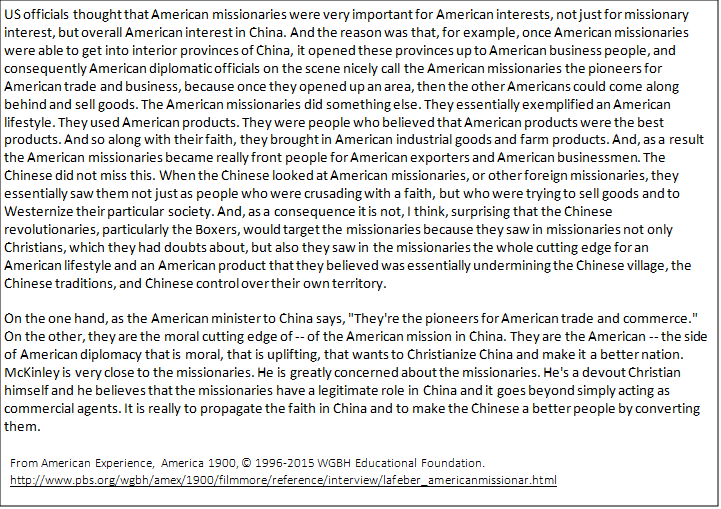 US officials thought that American missionaries were very important for American interests, not just for missionary
interest, but overall American interest in China. And the reason was that, for example, once American missionaries
were able to get into interior provinces of China, it opened these provinces up to American business people, and
consequently American diplomatic officials on the scene nicely call the American missionaries the pioneers for
American trade and business, because once they opened up an area, then the other Americans could come along
behind and sell goods. The American missionaries did something else. They essentially exemplified an American
lifestyle. They used American products. They were people who believed that American products were the best
products. And so along with their faith, they brought in American industrial goods and farm products. And, as a result
the American missionaries became really front people for American exporters and American businessmen. The
Chinese did not miss this. When the Chinese looked at American missionaries, or other foreign missionaries, they
essentially saw them not just as people who were crusading with a faith, but who were trying to sell goods and to
Westernize their particular society. And, as a consequence it is not, I think, surprising that the Chinese
revolutionaries, particularly the Boxers, would target the missionaries because they saw in missionaries not only
Christians, which they had doubts about, but also they saw in the missionaries the whole cutting edge for an
American lifestyle and an American product that they believed was essentially undermining the Chinese village, the
Chinese traditions, and Chinese control over their own territory.
On the one hand, as the American minister to China says, "They're the pioneers for American trade and commerce."
On the other, they are the moral cutting edge of -- of the American mission in China. They are the American -- the side
of American diplomacy that is moral, that is uplifting, that wants to Christianize China and make it a better nation.
McKinley is very close to the missionaries. He is greatly concerned about the missionaries. He's a devout Christian
himself and he believes that the missionaries have a legitimate role in China and it goes beyond simply acting as
commercial agents. It is really to propagate the faith in China and to make the Chinese a better people by converting
them.
From American Experience, America 1900, © 1996-2015 WGBH Educational Foundation.
http://www.pbs.org/wgbh/amex/1900/filmmore/reference/interview/lafeber_americanmissionar.html